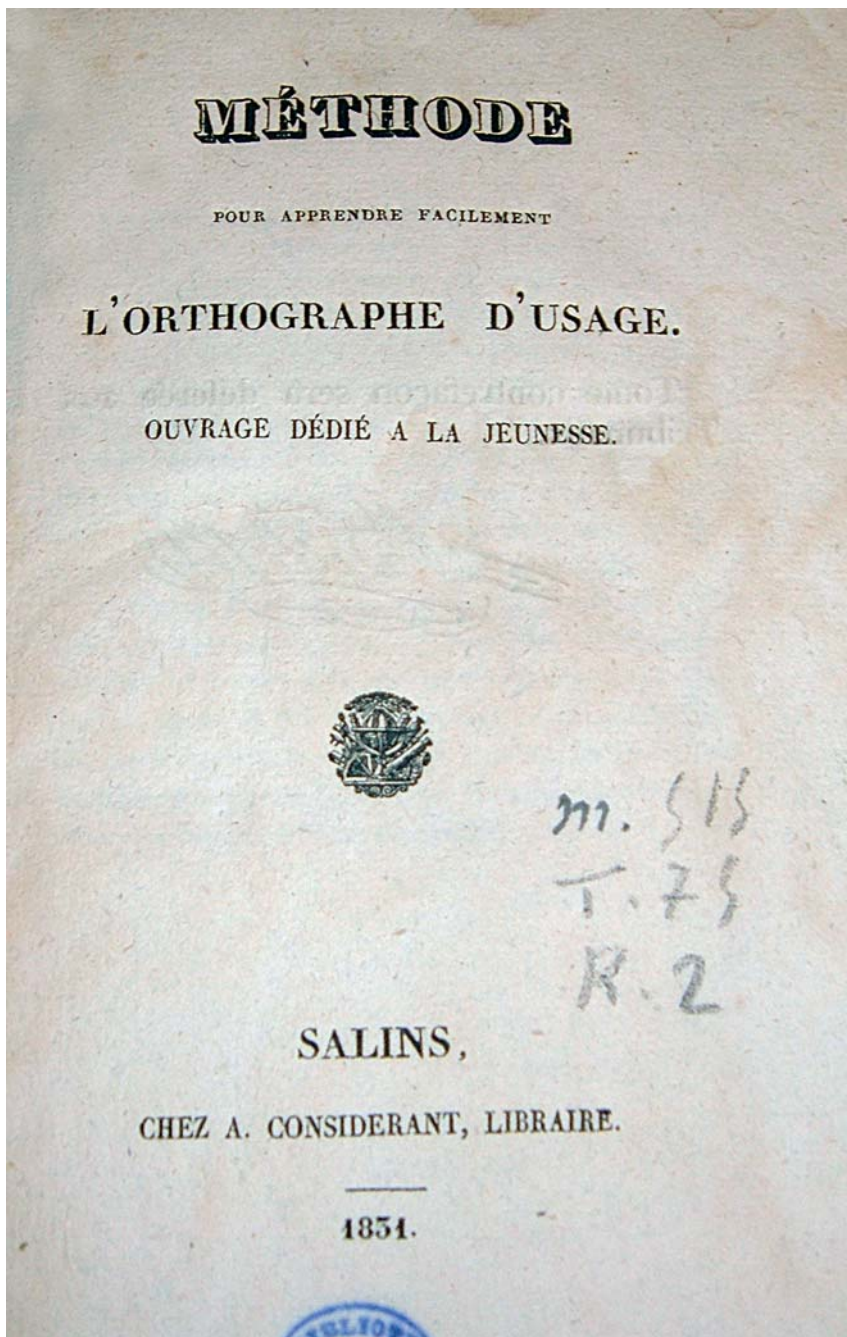 MÉTHODE
POUR APPRENDRE FACILEMENT
L'ORTHOGRAPHE D'USAGE.
OUVRAGE DÉDIÉ A LA JEUNESSE.
m. 515
T. 75
R. 2
SALINS,
CHEZ A. CONSIDERANT, LIBRAIRE.
1831.